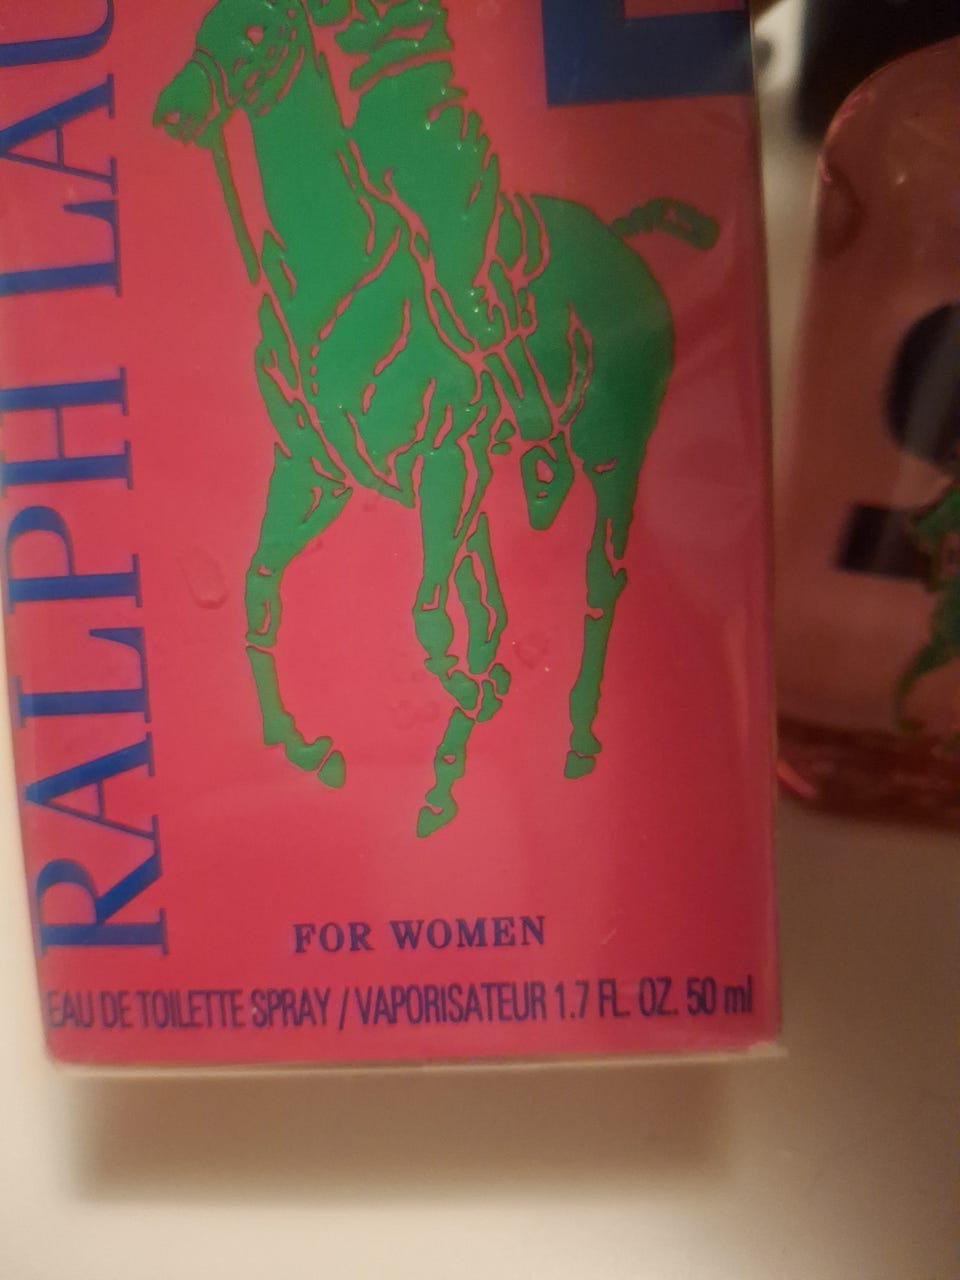 RALPH LAU
FOR WOMEN
EAU DE TOILETTE SPRAY / VAPORISATEUR 1.7 FL. OZ. 50 ml